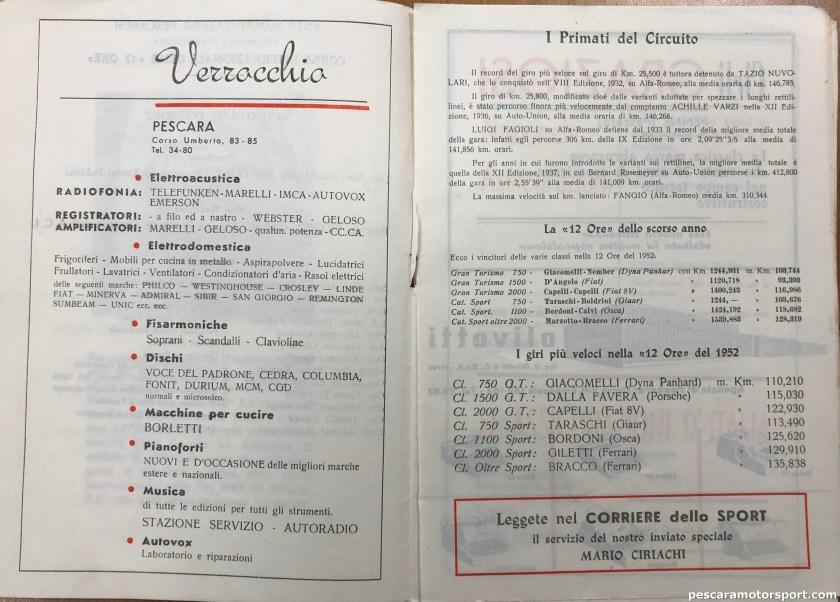 Verrocchio
PESCARA
Corso Umberto, 83 - 85
Tel. 34-80
• Elettroacustica
RADIOFONIA: TELEFUNKEN - MARELLI - IMCA - AUTOVOX
EMERSON
REGISTRATORI: - a filo ed a nastro - WEBSTER - GELOSO
AMPLIFICATORI: MARELLI - GELOSO - qualun. potenza - CC.CA.
• Elettrodomestica
Frigoriferi - Mobili per cucina in metallo - Aspirapolvere - Lucidatrici
Frullatori - Lavatrici - Ventilatori - Condizionatori d'aria - Rasoi elettrici
delle seguenti marche: PHILCO — WESTINGHOUSE — CROSLEY — LINDE
FIAT — MINERVA — ADMIRAL — SIBIR — SAN GIORGIO — REMINGTON
SUMBEAM — UNIC ecc. ecc.
• Fisarmoniche
Soprani - Scandalli - Clavioline
• Dischi
VOCE DEL PADRONE, CEDRA, COLUMBIA,
FONIT, DURIUM, MCM, CGD
normali e microsolco.
• Macchine per cucire
BORLETTI
• Pianoforti
NUOVI E D'OCCASIONE delle migliori marche
estere e nazionali.
• Musica
di tutte le edizioni per tutti gli strumenti.
STAZIONE SERVIZIO - AUTORADIO
• Autovox
Laboratorio e riparazioni
I Primati del Circuito
Il record del giro più veloce sul giro di Km. 25,500 è tuttora detenuto da TAZIO NUVO-
LARI, che lo conquistò nell'VIII Edizione, 1932, su Alfa-Romeo, alla media oraria di km. 146,785.
Il giro di km. 25,800, modificato cioè dalle varianti adottate per spezzare i lunghi rettili-
linei, è stato percorso finora più velocemente dal compianto ACHILLE VARZI nella XII Edi-
zione, 1936, su Auto-Union, alla media oraria di km. 146,268.
LUIGI FAGIOLI su Alfa-Romeo detiene dal 1933 il record della migliore media totale
della gara: infatti egli percorse 306 km. della IX Edizione in ore 2,09'25"3/5 alla media di
141,856 km. orari.
Per gli anni in cui furono introdotte le varianti sui rettilinei, la migliore media totale è
quella della XII Edizione, 1937, in cui Bernard Rosemeyer su Auto-Union percorse i km. 412,800
della gara in ore 2,55'39" alla media di 141,009 km. orari.
La massima velocità sul km. lanciato: FANGIO (Alfa-Romeo) media km. 310,344.
La «12 Ore» dello scorso anno
Ecco i vincitori delle varie classi nella 12 Ore del 1952:
Gran Turismo 750 - Giacomelli-Nember (Dyna Panhar) con Km. 1244,931 m. Km. 103,744
Gran Turismo 1500 - D'Angelo (Fiat) » 1120,718 » 93,393
Gran Turismo 2000 - Capelli-Capelli (Fiat 8V) » 1400,243 » 116,986
Cat. Sport 750 - Taraschi-Boldrini (Giaur) » 1244,— » 103,676
Cat. Sport. 1100 - Bordoni-Calvi (Osca) » 1424,192 » 118,682
Cat. Sport oltre 2000 - Marzotto-Bracco (Ferrari) » 1539,883 » 128,319
I giri più veloci nella «12 Ore» del 1952
Cl. 750 G.T.: GIACOMELLI (Dyna Panhard) m. Km. 110,210
Cl. 1500 G.T.: DALLA FAVERA (Porsche) » 115,030
Cl. 2000 G.T.: CAPELLI (Fiat 8V) » 122,930
Cl. 750 Sport: TARASCHI (Giaur) » 113,490
Cl. 1100 Sport: BORDONI (Osca) » 125,620
Cl. 2000 Sport: GILETTI (Ferrari) » 129,910
Cl. Oltre Sport: BRACCO (Ferrari) » 135,838
Leggete nel CORRIERE dello SPORT
il servizio del nostro inviato speciale
MARIO CIRIACHI
pescaramotorsport.com